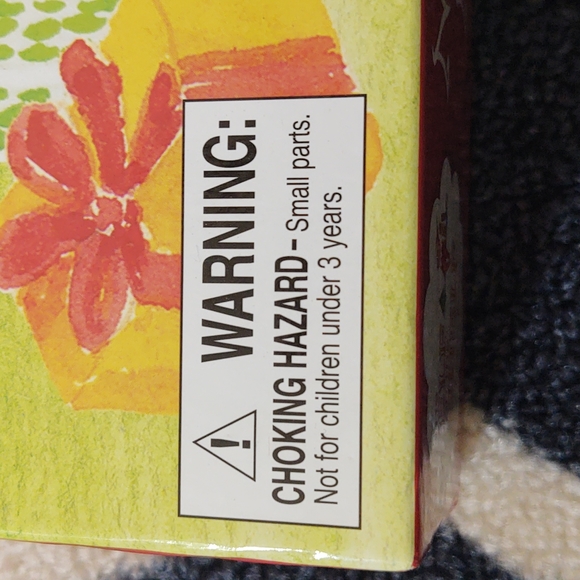 WARNING:
CHOKING HAZARD - Small parts.
Not for children under 3 years.